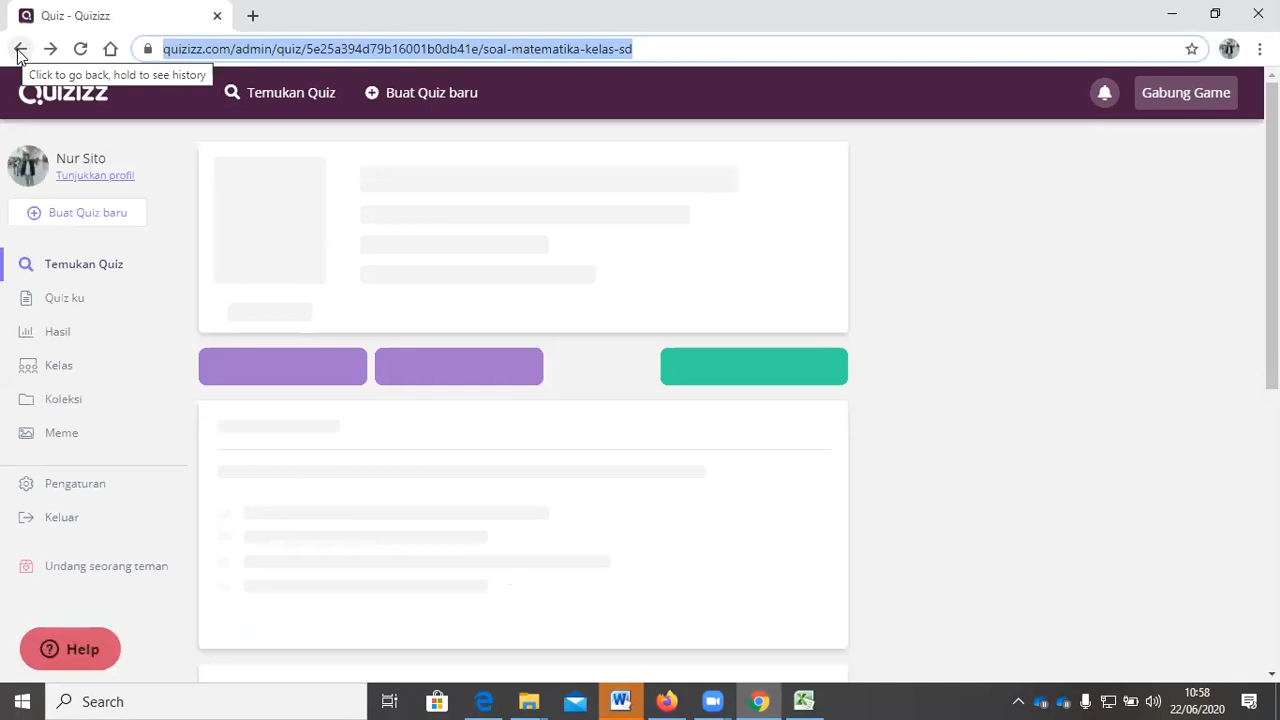 Quiz - Quizizz
quizizz.com/admin/quiz/5e25a394d79b16001b0db41e/soal-matematika-kelas-sd
Click to go back, hold to see history
Quizizz
Temukan Quiz
Buat Quiz baru
Gabung Game
Nur Sito
Tunjukkan profil
Buat Quiz baru
Temukan Quiz
Quiz ku
Hasil
Kelas
Koleksi
Meme
Pengaturan
Keluar
Undang seorang teman
Help
Search
10:58
22/06/2020